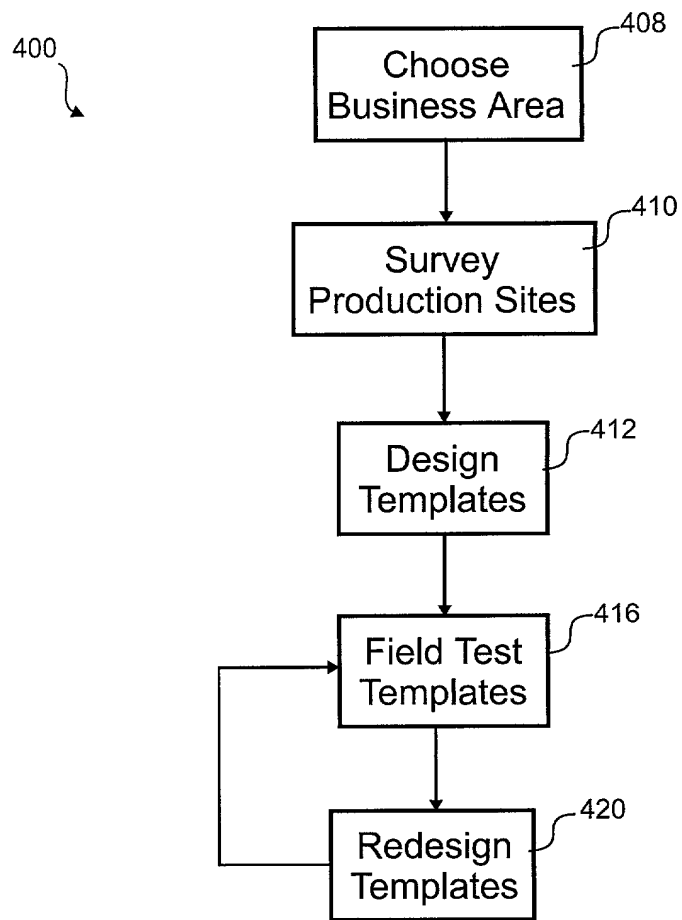 400
408
Choose
Business Area
410
Survey
Production Sites
412
Design
Templates
416
Field Test
Templates
420
Redesign
Templates